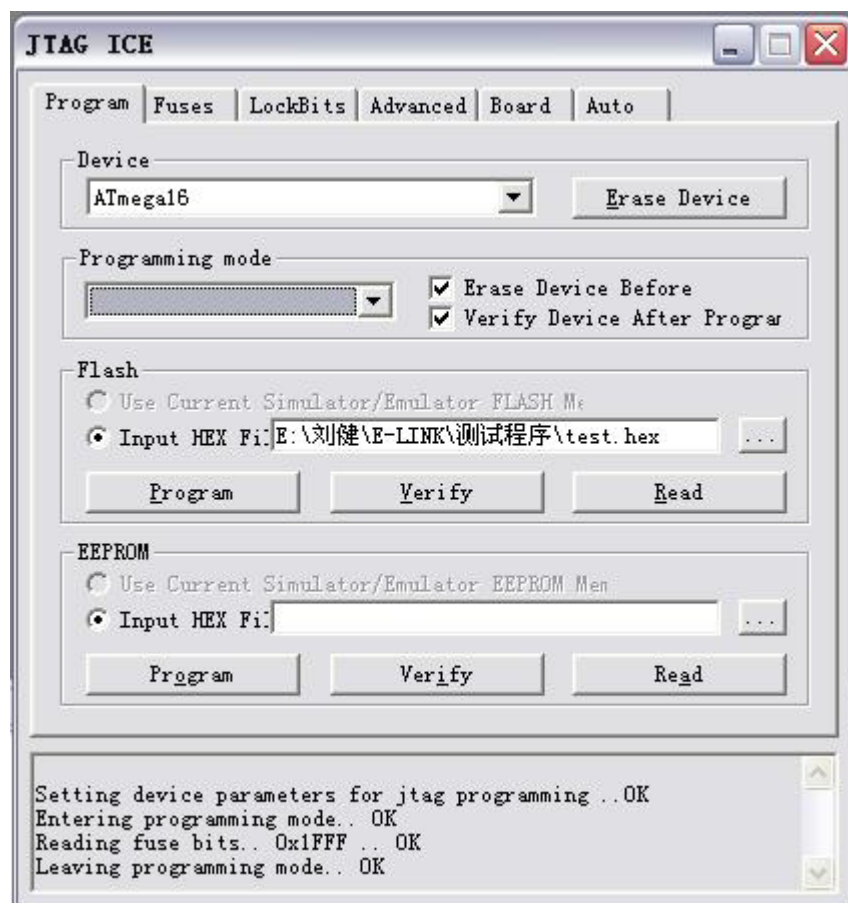 JTAG ICE
Program Fuses LockBits Advanced Board Auto
Device
ATmega16 Erase Device
Programming mode
Erase Device Before
Verify Device After Progra
Flash
Use Current Simulator/Emulator FLASH Me
Input HEX Fi E:\刘健\E-LINK\测试程序\test.hex ...
Program Verify Read
EEPROM
Use Current Simulator/Emulator EEPROM Mem
Input HEX Fi ...
Program Verify Read
Setting device parameters for jtag programming ..OK
Entering programming mode.. OK
Reading fuse bits.. 0x1FFF .. OK
Leaving programming mode.. OK